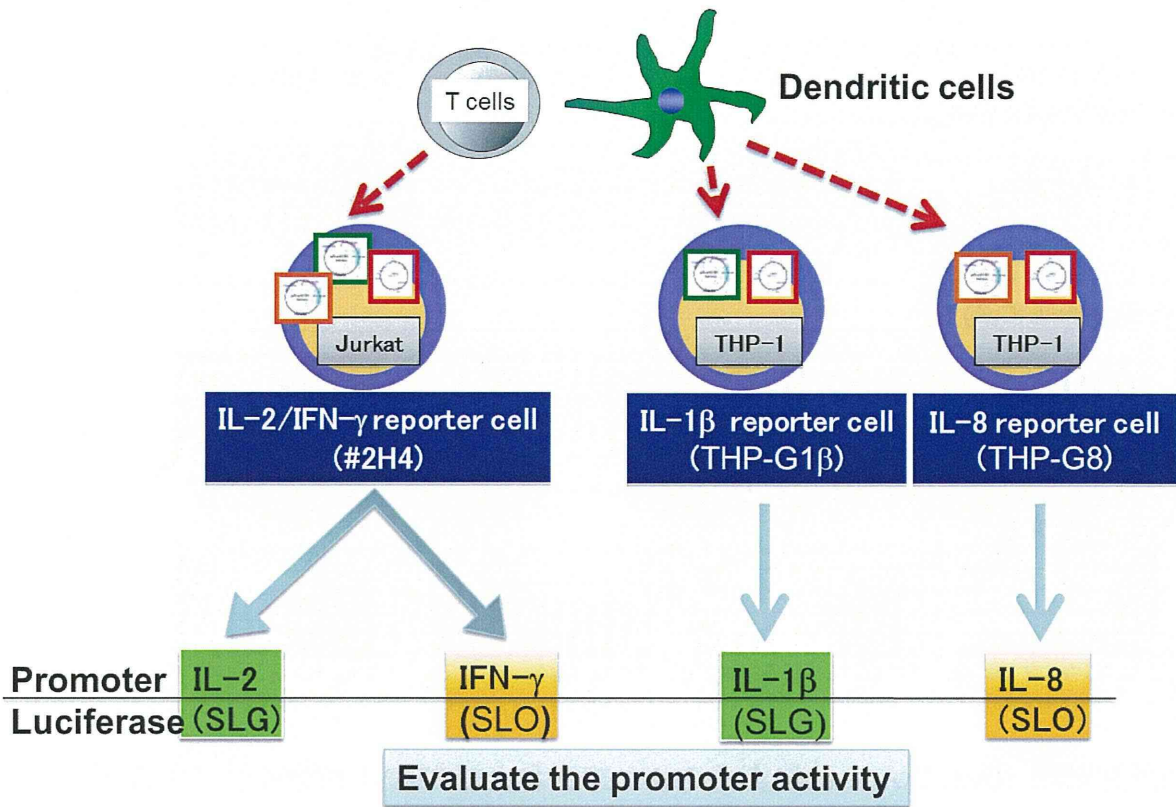 T cells
Dendritic cells
Jurkat
THP-1
THP-1
IL-2/IFN-γ reporter cell
(#2H4)
IL-1β reporter cell
(THP-G1β)
IL-8 reporter cell
(THP-G8)
Promoter
IL-2
IFN-γ
IL-1β
IL-8
Luciferase
(SLG)
(SLO)
(SLG)
(SLO)
Evaluate the promoter activity